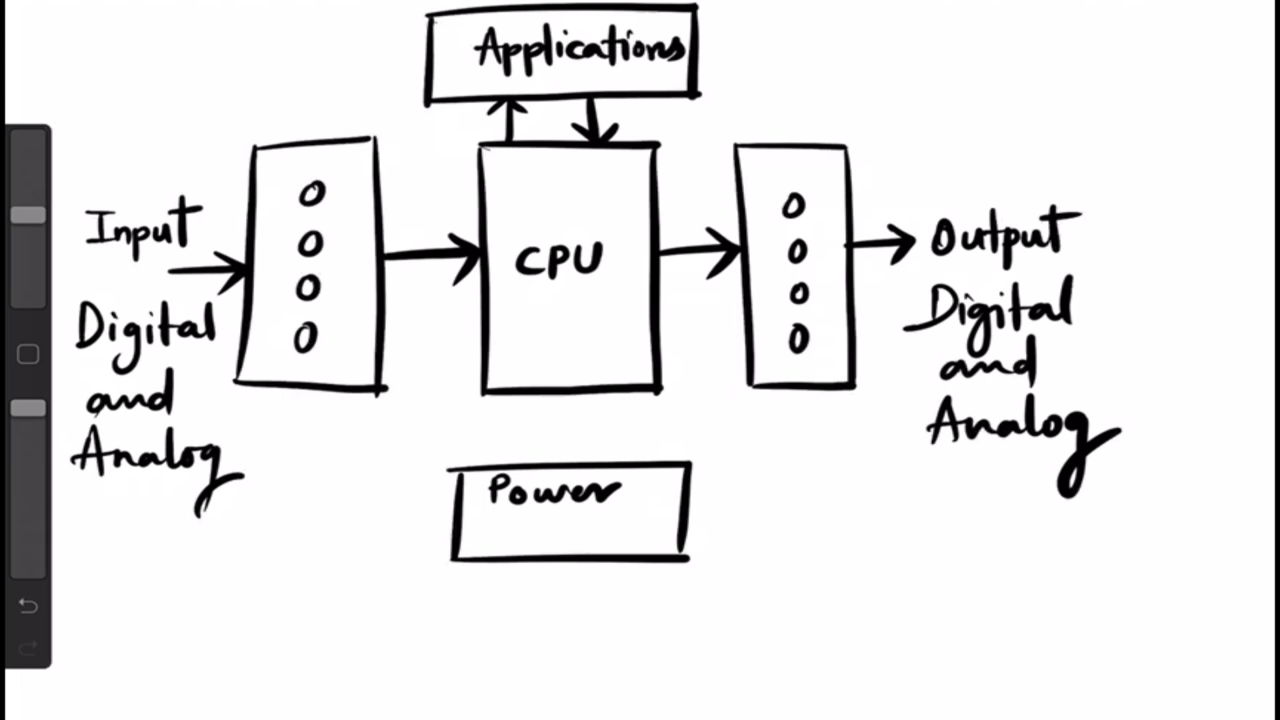 Applications
Input
Digital
and
Analog
0
0
0
0
CPU
0
0
0
0
Output
Digital
and
Analog
Power